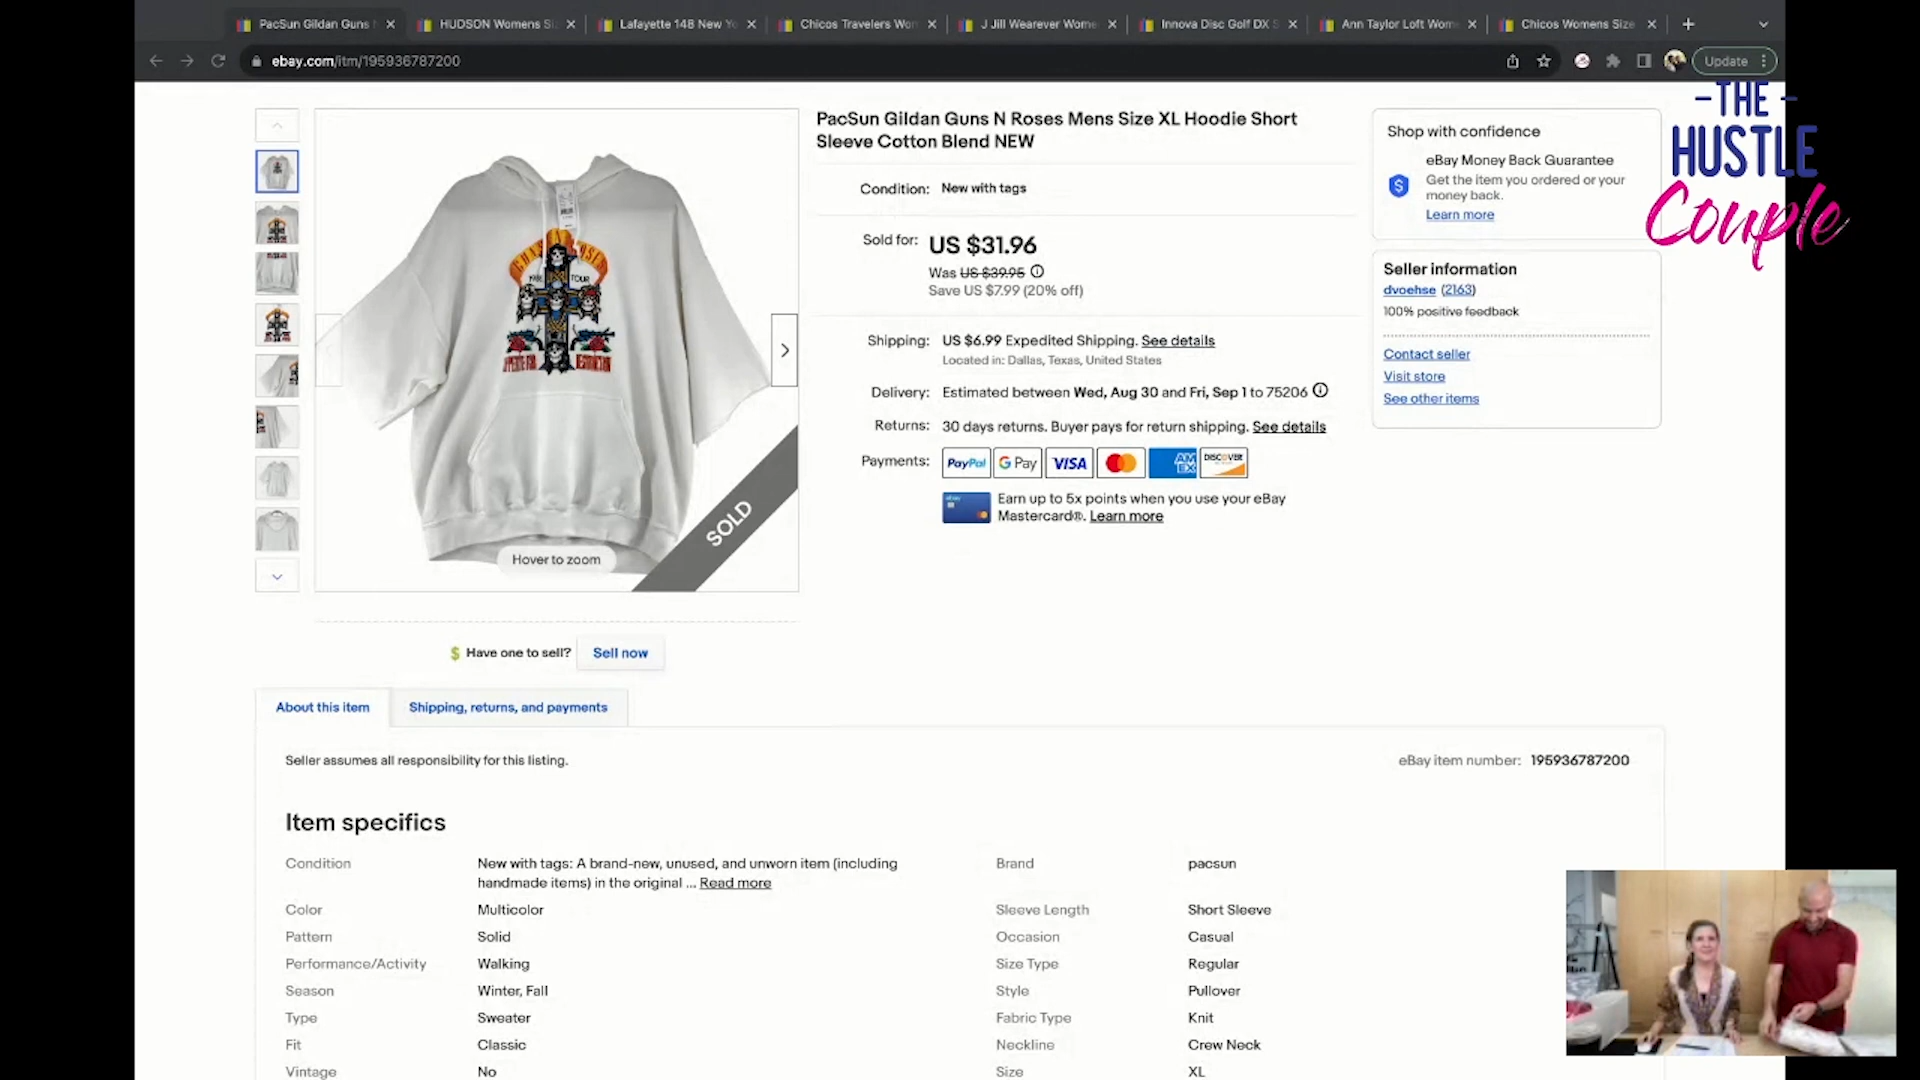 PacSun Gildan Guns
HUDSON Womens Si
Lafayette 148 New Yo
Chicos Travelers Wor
J Jill Wearever Wome
Innova Disc Golf DX S
Ann Taylor Loft Wom
Chicos Womens Size
ebay.com/itm/195936787200
Update
-THE-
HUSTLE
Couple
PacSun Gildan Guns N Roses Mens Size XL Hoodie Short
Sleeve Cotton Blend NEW
Condition: New with tags
Sold for: US $31.96
Was US $39.95
Save US $7.99 (20% off)
Shipping: US $6.99 Expedited Shipping. See details
Located in: Dallas, Texas, United States
Delivery: Estimated between Wed, Aug 30 and Fri, Sep 1 to 75206
Returns: 30 days returns. Buyer pays for return shipping. See details
Payments: PayPal G Pay VISA AM EX DISCOVER
Earn up to 5x points when you use your eBay
Mastercard®. Learn more
Shop with confidence
eBay Money Back Guarantee
Get the item you ordered or your
money back.
Learn more
Seller information
dvoehse (2163)
100% positive feedback
Contact seller
Visit store
See other items
GUNS N ROSES
TOUR
SOLD
Hover to zoom
Have one to sell? Sell now
About this item
Shipping, returns, and payments
Seller assumes all responsibility for this listing.
eBay item number: 195936787200
Item specifics
Condition New with tags: A brand-new, unused, and unworn item (including
handmade items) in the original ... Read more
Brand pacsun
Color Multicolor
Sleeve Length Short Sleeve
Pattern Solid
Occasion Casual
Performance/Activity Walking
Size Type Regular
Season Winter, Fall
Style Pullover
Type Sweater
Fabric Type Knit
Fit Classic
Neckline Crew Neck
Vintage No
Size XL